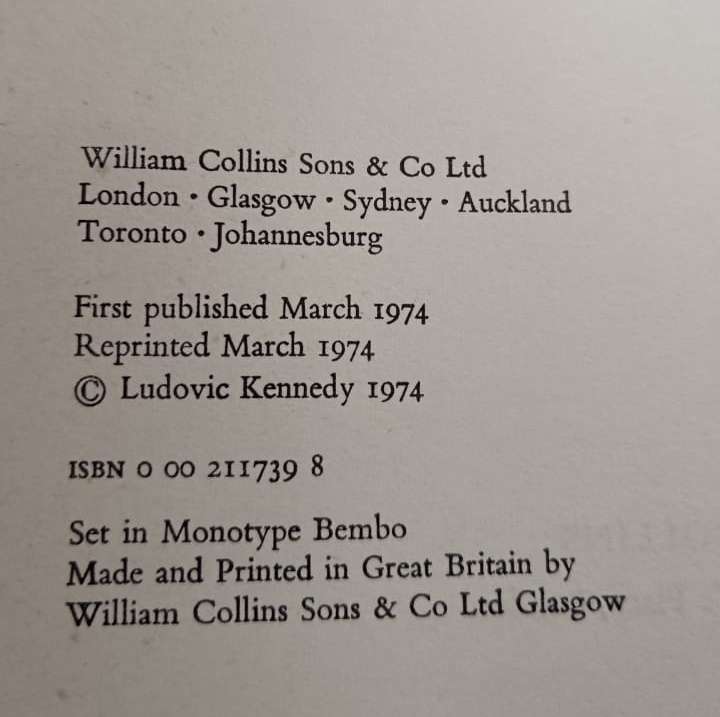 William Collins Sons & Co Ltd
London · Glasgow · Sydney · Auckland
Toronto · Johannesburg
First published March 1974
Reprinted March 1974
© Ludovic Kennedy 1974
ISBN 0 00 211739 8
Set in Monotype Bembo
Made and Printed in Great Britain by
William Collins Sons & Co Ltd Glasgow